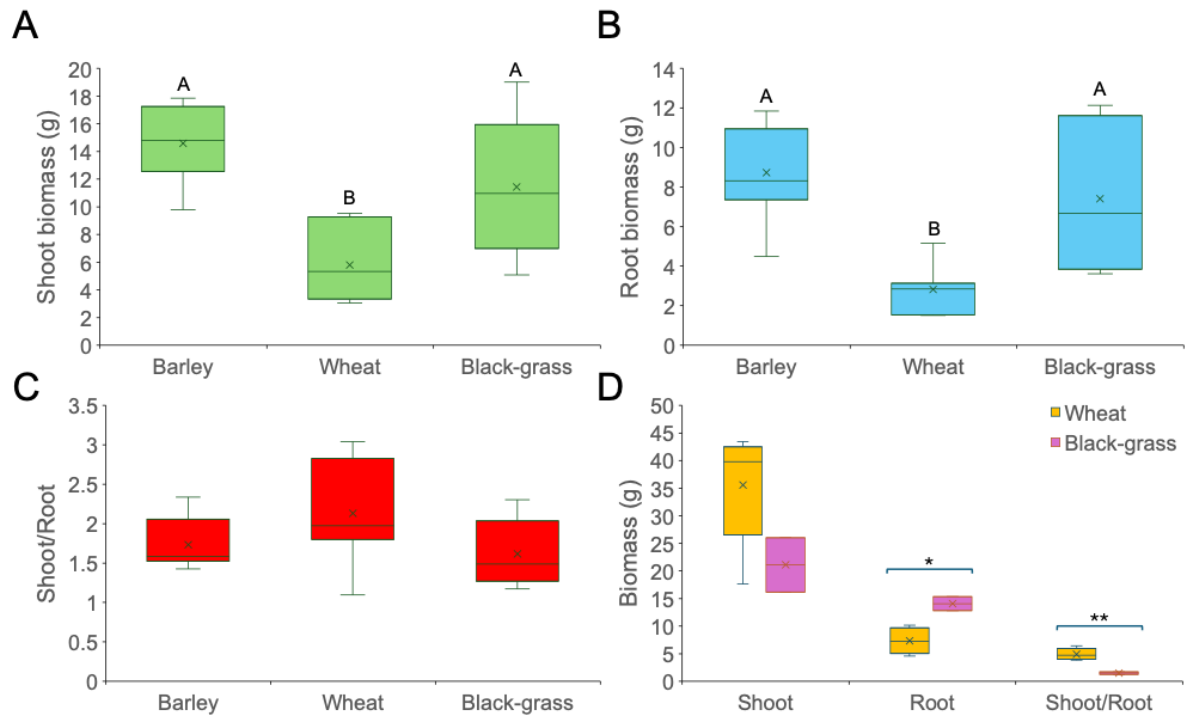 A
Shoot biomass (g)
20
18
16
14
12
10
8
6
4
2
0
A
B
A
Barley
Wheat
Black-grass
B
Root biomass (g)
14
12
10
8
6
4
2
0
A
B
A
Barley
Wheat
Black-grass
C
Shoot/Root
3.5
3
2.5
2
1.5
1
0.5
0
Barley
Wheat
Black-grass
D
Biomass (g)
50
45
40
35
30
25
20
15
10
5
0
Wheat
Black-grass
*
**
Shoot
Root
Shoot/Root